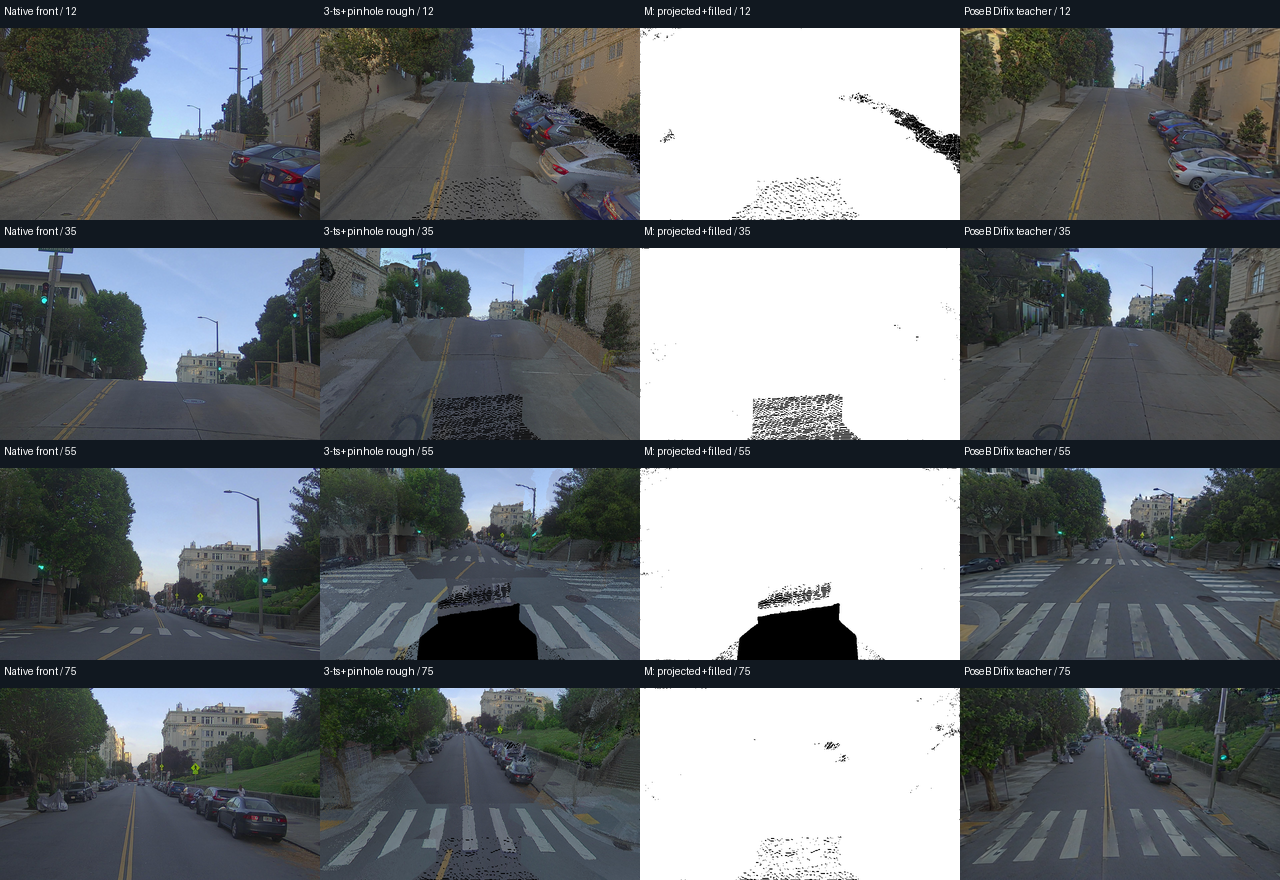 Native front / 12
3-ts+pinhole rough / 12
M: projected+filled / 12
PoseB Difix teacher / 12
Native front / 35
3-ts+pinhole rough / 35
M: projected+filled / 35
PoseB Difix teacher / 35
Native front / 55
3-ts+pinhole rough / 55
M: projected+filled / 55
PoseB Difix teacher / 55
Native front / 75
3-ts+pinhole rough / 75
M: projected+filled / 75
PoseB Difix teacher / 75